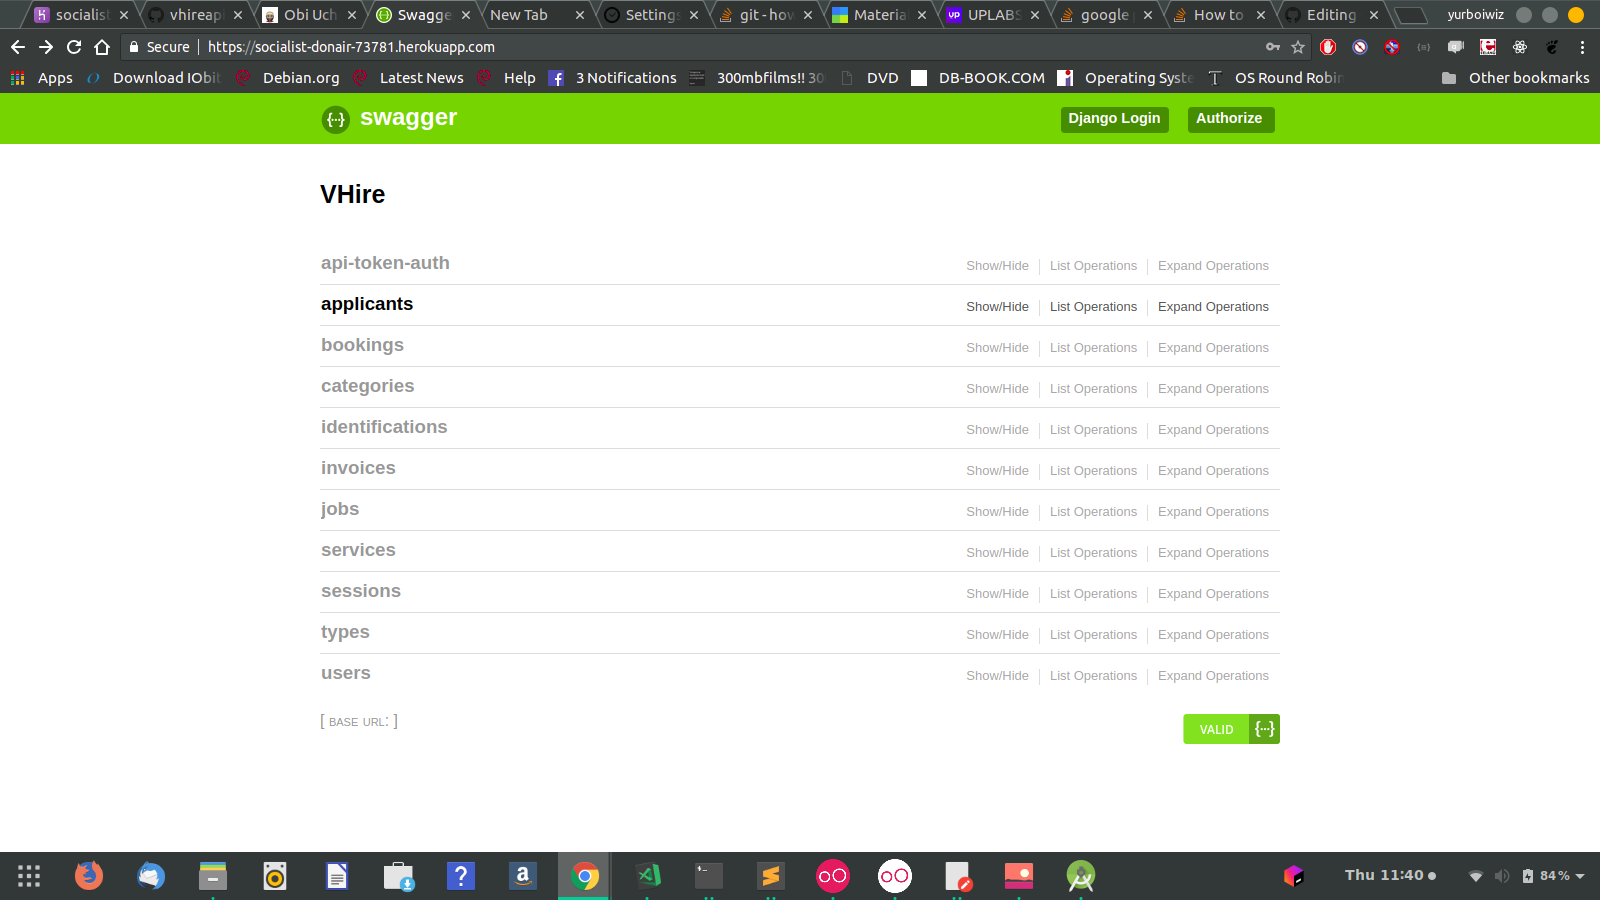 socialist vhireap Obi Uch Swagge New Tab Settings git - how Materia UPLABS google How to Editing yurboiwiz
Secure https://socialist-donair-73781.herokuapp.com
Apps Download IObit Debian.org Latest News Help 3 Notifications 300mbfilms!! 30 DVD DB-BOOK.COM Operating Syste OS Round Robin Other bookmarks
swagger Django Login Authorize
VHire
api-token-auth Show/Hide List Operations Expand Operations
applicants Show/Hide List Operations Expand Operations
bookings Show/Hide List Operations Expand Operations
categories Show/Hide List Operations Expand Operations
identifications Show/Hide List Operations Expand Operations
invoices Show/Hide List Operations Expand Operations
jobs Show/Hide List Operations Expand Operations
services Show/Hide List Operations Expand Operations
sessions Show/Hide List Operations Expand Operations
types Show/Hide List Operations Expand Operations
users Show/Hide List Operations Expand Operations
[ BASE URL: ] VALID {...}
Thu 11:40 84 %